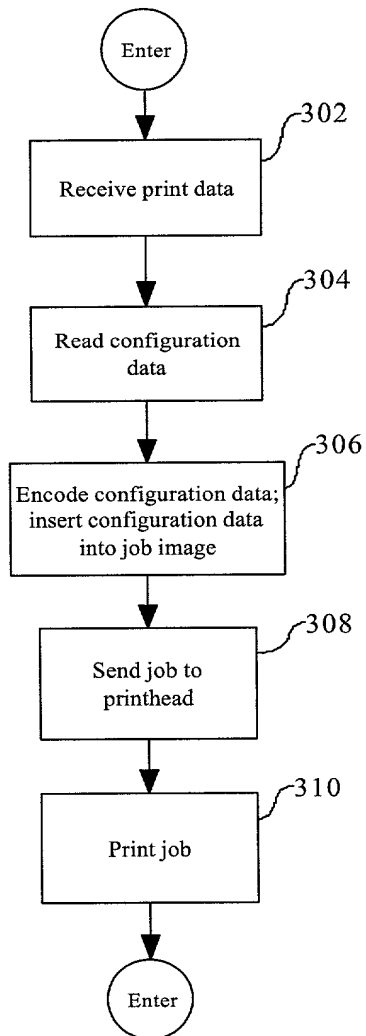 Enter
302
Receive print data
304
Read configuration
data
306
Encode configuration data;
insert configuration data
into job image
308
Send job to
printhead
310
Print job
Enter